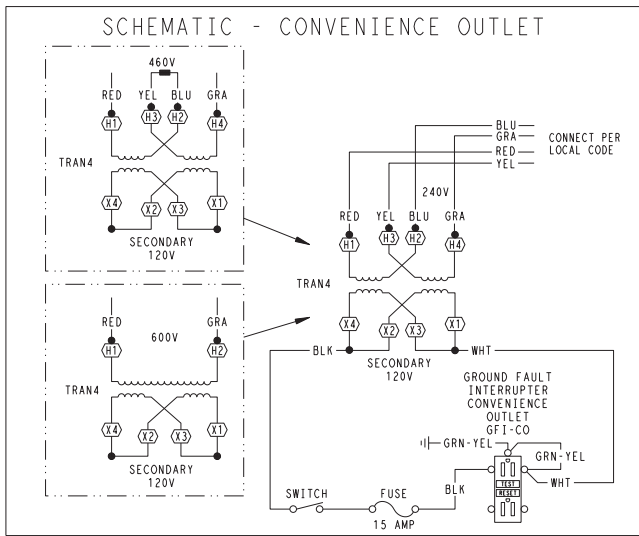 SCHEMATIC - CONVENIENCE OUTLET
460V
RED YEL BLU GRA
H1 H3 H2 H4
TRAN4
X4 X2 X3 X1
SECONDARY
120V
RED GRA
600V
H1 H2
TRAN4
X4 X2 X3 X1
SECONDARY
120V
BLU
GRA
RED
YEL
CONNECT PER
LOCAL CODE
240V
RED YEL BLU GRA
H1 H3 H2 H4
TRAN4
X4 X2 X3 X1
BLK WHT
SECONDARY
120V
GROUND FAULT
INTERRUPTER
CONVENIENCE
OUTLET
GFI-CO
GRN-YEL
GRN-YEL
WHT
BLK
TEST
RESET
SWITCH FUSE
15 AMP